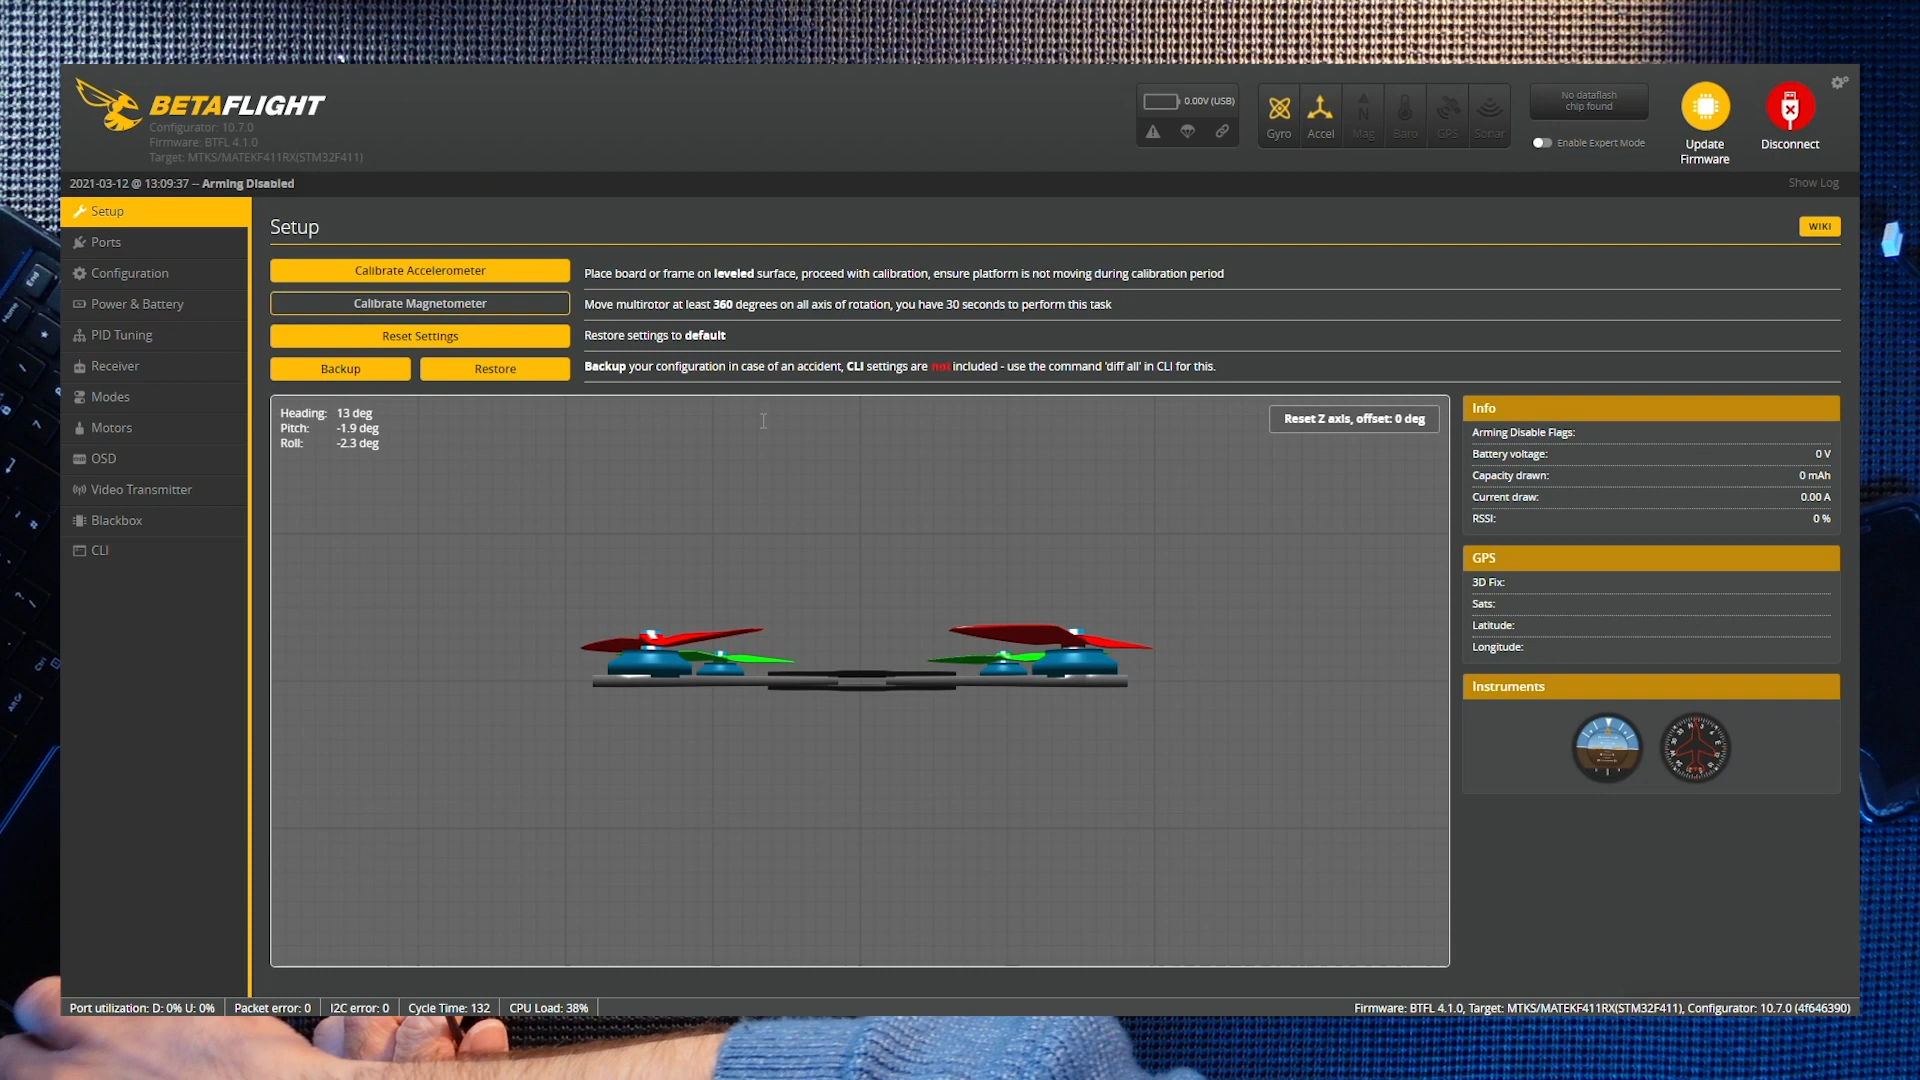 BETAFLIGHT
Configurator: 10.7.0
Firmware: BTFL 4.1.0
Target: MTKS/MATEKF411RX(STM32F411)
0.00V (USB)
Gyro Accel Mag Baro GPS Sonar
No dataflash
chip found
Enable Expert Mode
Update
Firmware
Disconnect
2021-03-12 @ 13:09:37 -- Arming Disabled
Show Log
Setup
Ports
Configuration
Power & Battery
PID Tuning
Receiver
Modes
Motors
OSD
Video Transmitter
Blackbox
CLI
Setup
WIKI
Calibrate Accelerometer
Place board or frame on leveled surface, proceed with calibration, ensure platform is not moving during calibration period
Calibrate Magnetometer
Move multirotor at least 360 degrees on all axis of rotation, you have 30 seconds to perform this task
Reset Settings
Restore settings to default
Backup
Restore
Backup your configuration in case of an accident, CLI settings are not included - use the command 'diff all' in CLI for this.
Heading: 13 deg
Pitch: -1.9 deg
Roll: -2.3 deg
Reset Z axis, offset: 0 deg
Info
Arming Disable Flags:
Battery voltage: 0 V
Capacity drawn: 0 mAh
Current draw: 0.00 A
RSSI: 0 %
GPS
3D Fix:
Sats:
Latitude:
Longitude:
Instruments
Port utilization: D: 0% U: 0%
Packet error: 0
I2C error: 0
Cycle Time: 132
CPU Load: 38%
Firmware: BTFL 4.1.0, Target: MTKS/MATEKF411RX(STM32F411), Configurator: 10.7.0 (4f646390)